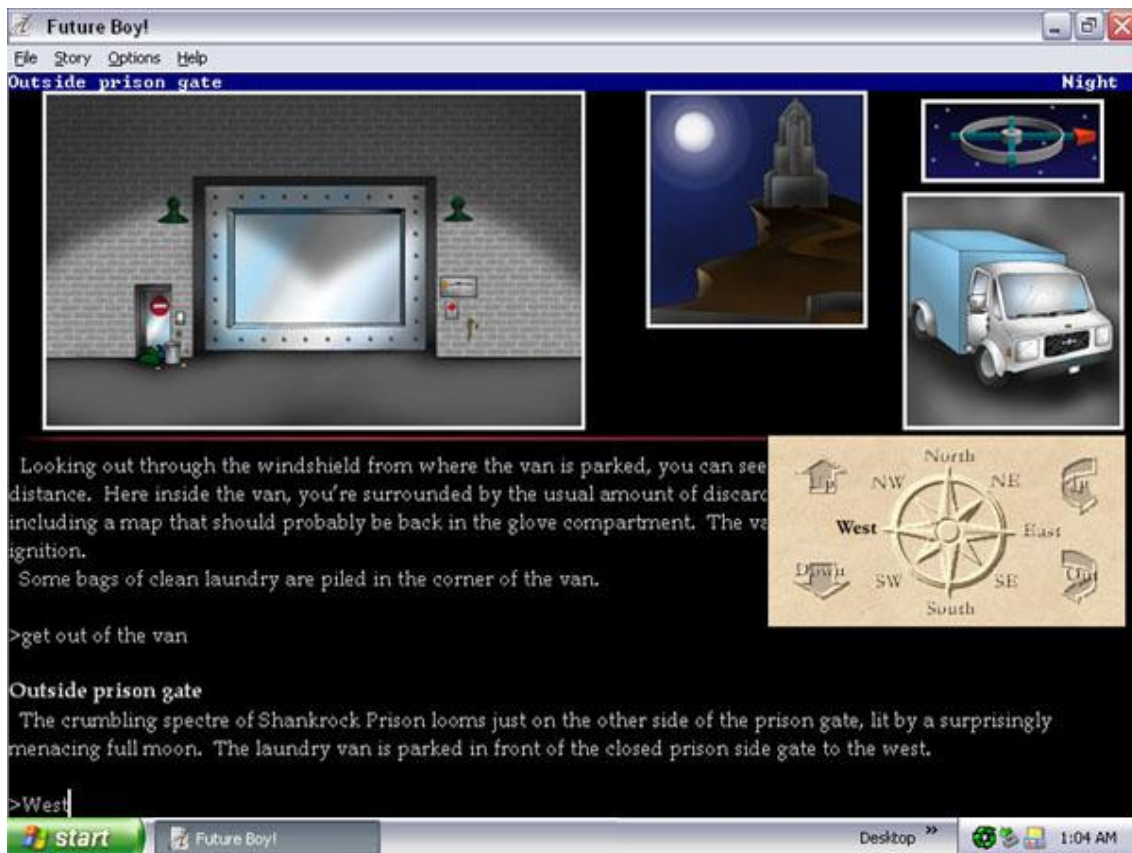 Future Boy!
File Story Options Help
Outside prison gate Night
Looking out through the windshield from where the van is parked, you can see
distance. Here inside the van, you're surrounded by the usual amount of discard
including a map that should probably be back in the glove compartment. The va
ignition.
Some bags of clean laundry are piled in the corner of the van.
North
Up NW NE In
West East
Down SW SE Out
South
>get out of the van
Outside prison gate
The crumbling spectre of Shankrock Prison looms just on the other side of the prison gate, lit by a surprisingly
menacing full moon. The laundry van is parked in front of the closed prison side gate to the west.
>West
start Future Boy! Desktop » 1:04 AM